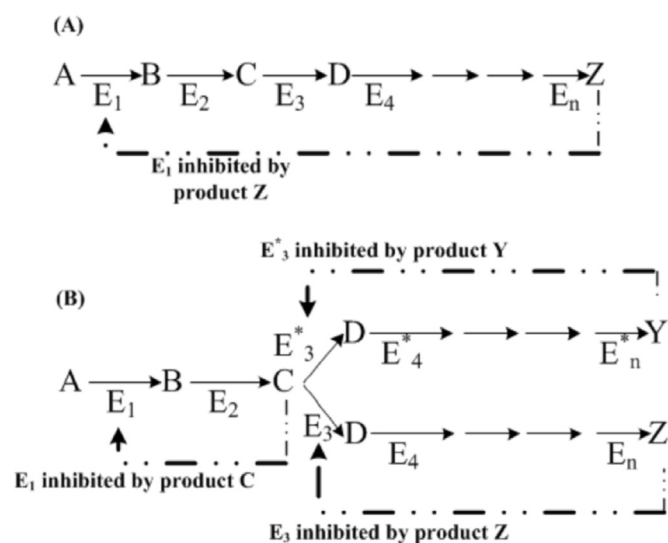 (A)
A B C D Z
E₁ E₂ E₃ E₄ Eₙ
E₁ inhibited by
product Z
E*₃ inhibited by product Y
(B)
E*₃ D E*₄ E*ₙ Y
A B C
E₁ E₂ E₃ D E₄ Eₙ Z
E₁ inhibited by product C
E₃ inhibited by product Z